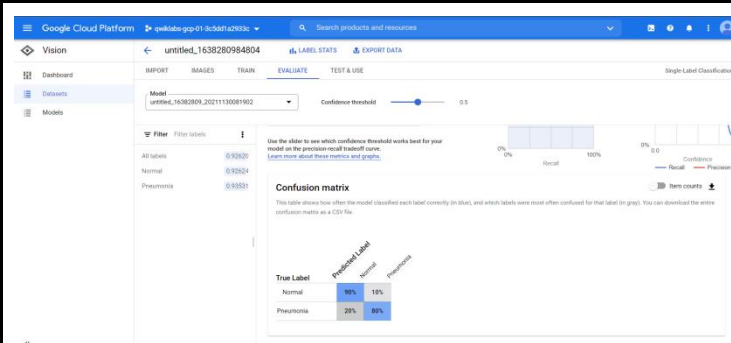 Google Cloud Platform
qwiklabs-gcp-01-3c5dd1a2933c
Search products and resources
Vision
untitled_1638280984804
LABEL STATS
EXPORT DATA
Dashboard
Datasets
Models
IMPORT
IMAGES
TRAIN
EVALUATE
TEST & USE
Single-Label Classification
Model
untitled_16382809_20211130081902
Confidence threshold
0.5
Filter
Filter labels
All labels
0.92620
Normal
0.92624
Pneumonia
0.93531
Use the slider to see which confidence threshold works best for your
model on the precision-recall tradeoff curve.
Learn more about these metrics and graphs.
0%
0%
100%
Recall
0%
0.0
Confidence
Recall
Precision
Confusion matrix
Item counts
This table shows how often the model classified each label correctly (in blue), and which labels were most often confused for that label (in gray). You can download the entire
confusion matrix as a CSV file.
True Label
Predicted Label
Normal
Pneumonia
Normal
90%
10%
Pneumonia
20%
80%